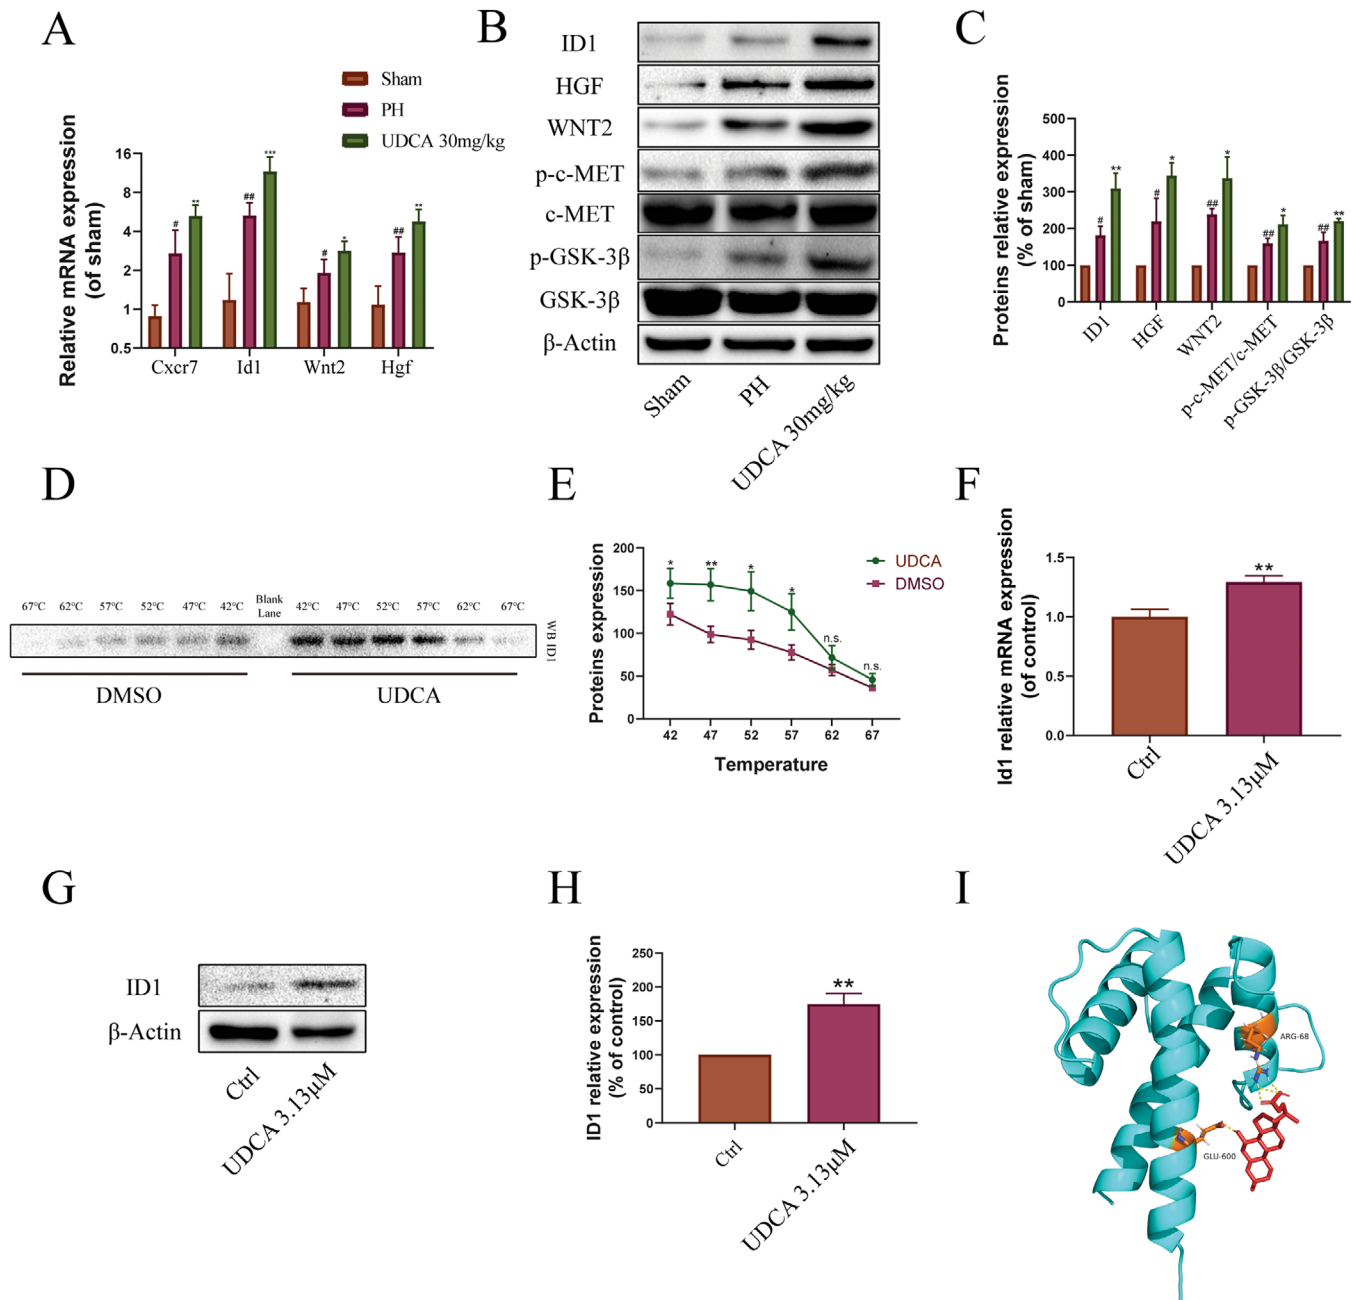 A
Sham
PH
UDCA 30mg/kg
Relative mRNA expression
(of sham)
16
8
4
2
1
0.5
# ** ## *** # * ## **
Cxcr7 Id1 Wnt2 Hgf
B
ID1
HGF
WNT2
p-c-MET
c-MET
p-GSK-3β
GSK-3β
β-Actin
Sham PH UDCA 30mg/kg
C
Proteins relative expression
(% of sham)
500
400
300
200
100
0
# ** # * ## * ## * ## **
ID1 HGF WNT2 p-c-MET/c-MET p-GSK-3β/GSK-3β
D
67°C 62°C 57°C 52°C 47°C 42°C Blank Lane 42°C 47°C 52°C 57°C 62°C 67°C
WB ID1
DMSO UDCA
E
Proteins expression
200
150
100
50
0
* ** * * n.s. n.s.
UDCA
DMSO
42 47 52 57 62 67
Temperature
F
Id1 relative mRNA expression
(of control)
1.5
1.0
0.5
0.0
**
Ctrl UDCA 3.13μM
G
ID1
β-Actin
Ctrl UDCA 3.13μM
H
ID1 relative expression
(% of control)
250
200
150
100
50
0
**
Ctrl UDCA 3.13μM
I
ARG-68
GLU-600